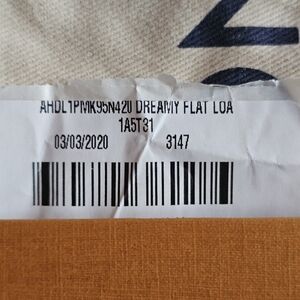 AHDL1PMK95N420 DREAMY FLAT LOA
1A5T31
03/03/2020 3147